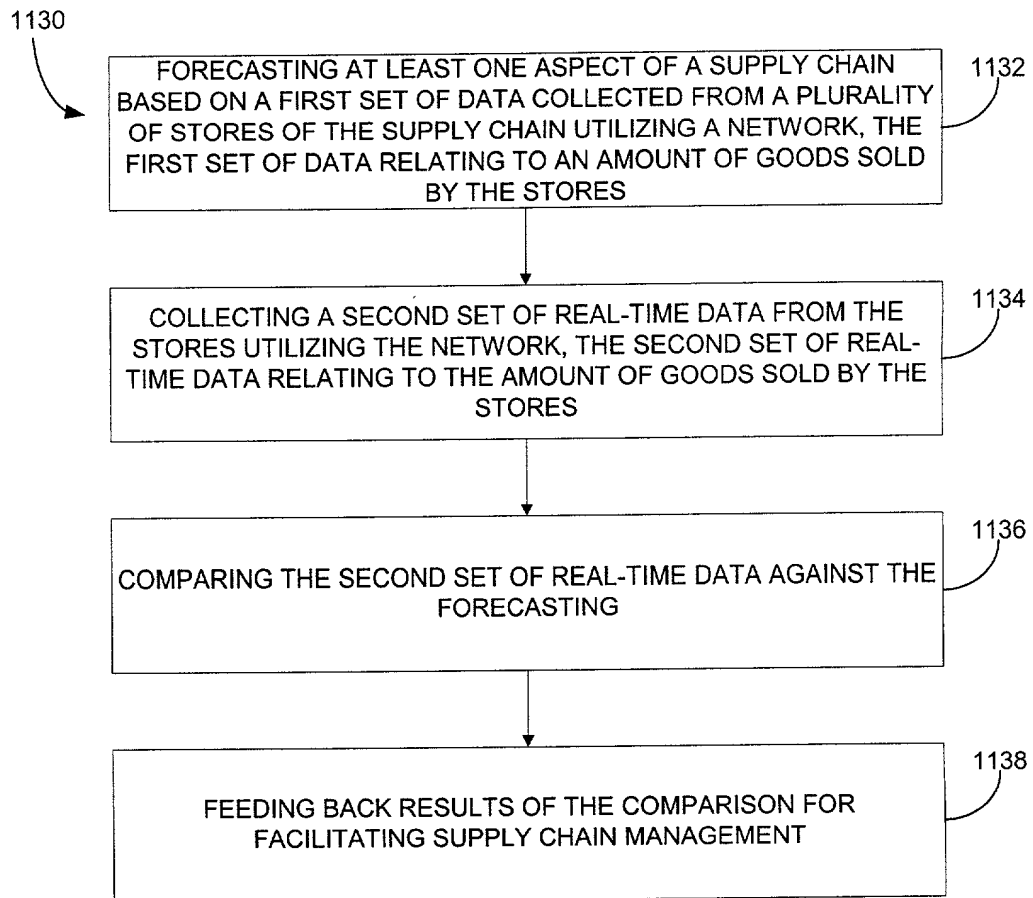 1130
FORECASTING AT LEAST ONE ASPECT OF A SUPPLY CHAIN
BASED ON A FIRST SET OF DATA COLLECTED FROM A PLURALITY
OF STORES OF THE SUPPLY CHAIN UTILIZING A NETWORK, THE
FIRST SET OF DATA RELATING TO AN AMOUNT OF GOODS SOLD
BY THE STORES
1132
COLLECTING A SECOND SET OF REAL-TIME DATA FROM THE
STORES UTILIZING THE NETWORK, THE SECOND SET OF REAL-
TIME DATA RELATING TO THE AMOUNT OF GOODS SOLD BY THE
STORES
1134
COMPARING THE SECOND SET OF REAL-TIME DATA AGAINST THE
FORECASTING
1136
FEEDING BACK RESULTS OF THE COMPARISON FOR
FACILITATING SUPPLY CHAIN MANAGEMENT
1138